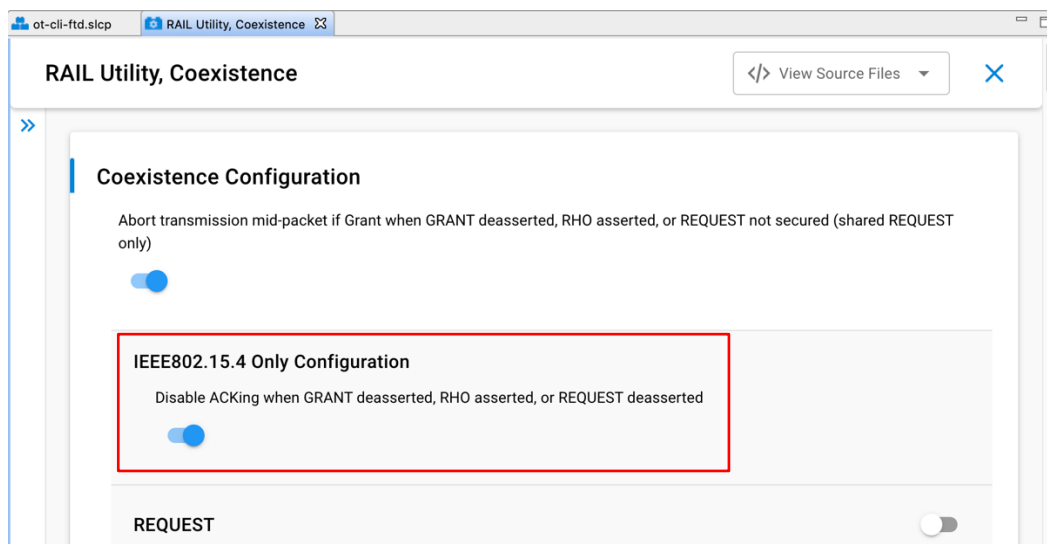 ot-cli-ftd.slcp
RAIL Utility, Coexistence
RAIL Utility, Coexistence
View Source Files
Coexistence Configuration
Abort transmission mid-packet if Grant when GRANT deasserted, RHO asserted, or REQUEST not secured (shared REQUEST
only)
IEEE802.15.4 Only Configuration
Disable ACKing when GRANT deasserted, RHO asserted, or REQUEST deasserted
REQUEST